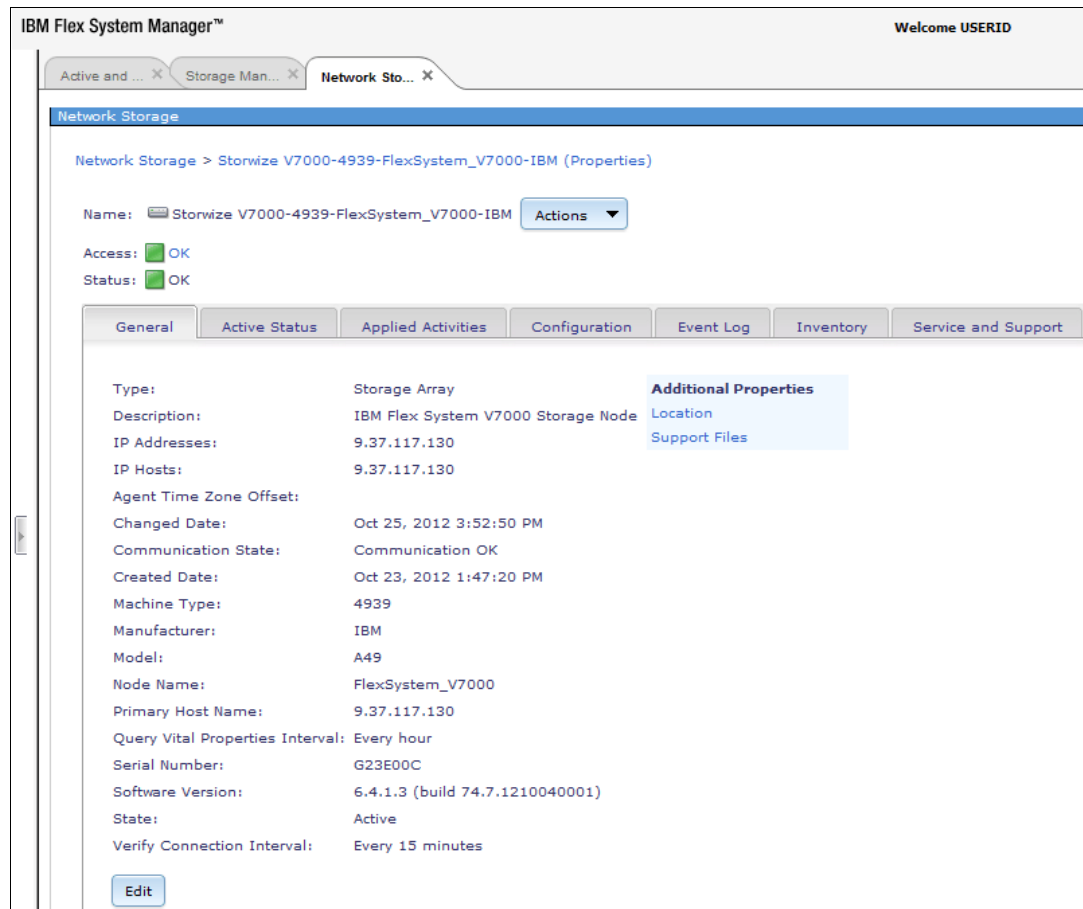 IBM Flex System Manager™
Welcome USERID
Active and ... Storage Man... Network Sto...
Network Storage
Network Storage > Storwize V7000-4939-FlexSystem_V7000-IBM (Properties)
Name: Storwize V7000-4939-FlexSystem_V7000-IBM Actions
Access: OK
Status: OK
General Active Status Applied Activities Configuration Event Log Inventory Service and Support
Type: Storage Array
Description: IBM Flex System V7000 Storage Node
IP Addresses: 9.37.117.130
IP Hosts: 9.37.117.130
Agent Time Zone Offset:
Changed Date: Oct 25, 2012 3:52:50 PM
Communication State: Communication OK
Created Date: Oct 23, 2012 1:47:20 PM
Machine Type: 4939
Manufacturer: IBM
Model: A49
Node Name: FlexSystem_V7000
Primary Host Name: 9.37.117.130
Query Vital Properties Interval: Every hour
Serial Number: G23E00C
Software Version: 6.4.1.3 (build 74.7.1210040001)
State: Active
Verify Connection Interval: Every 15 minutes
Additional Properties
Location
Support Files
Edit